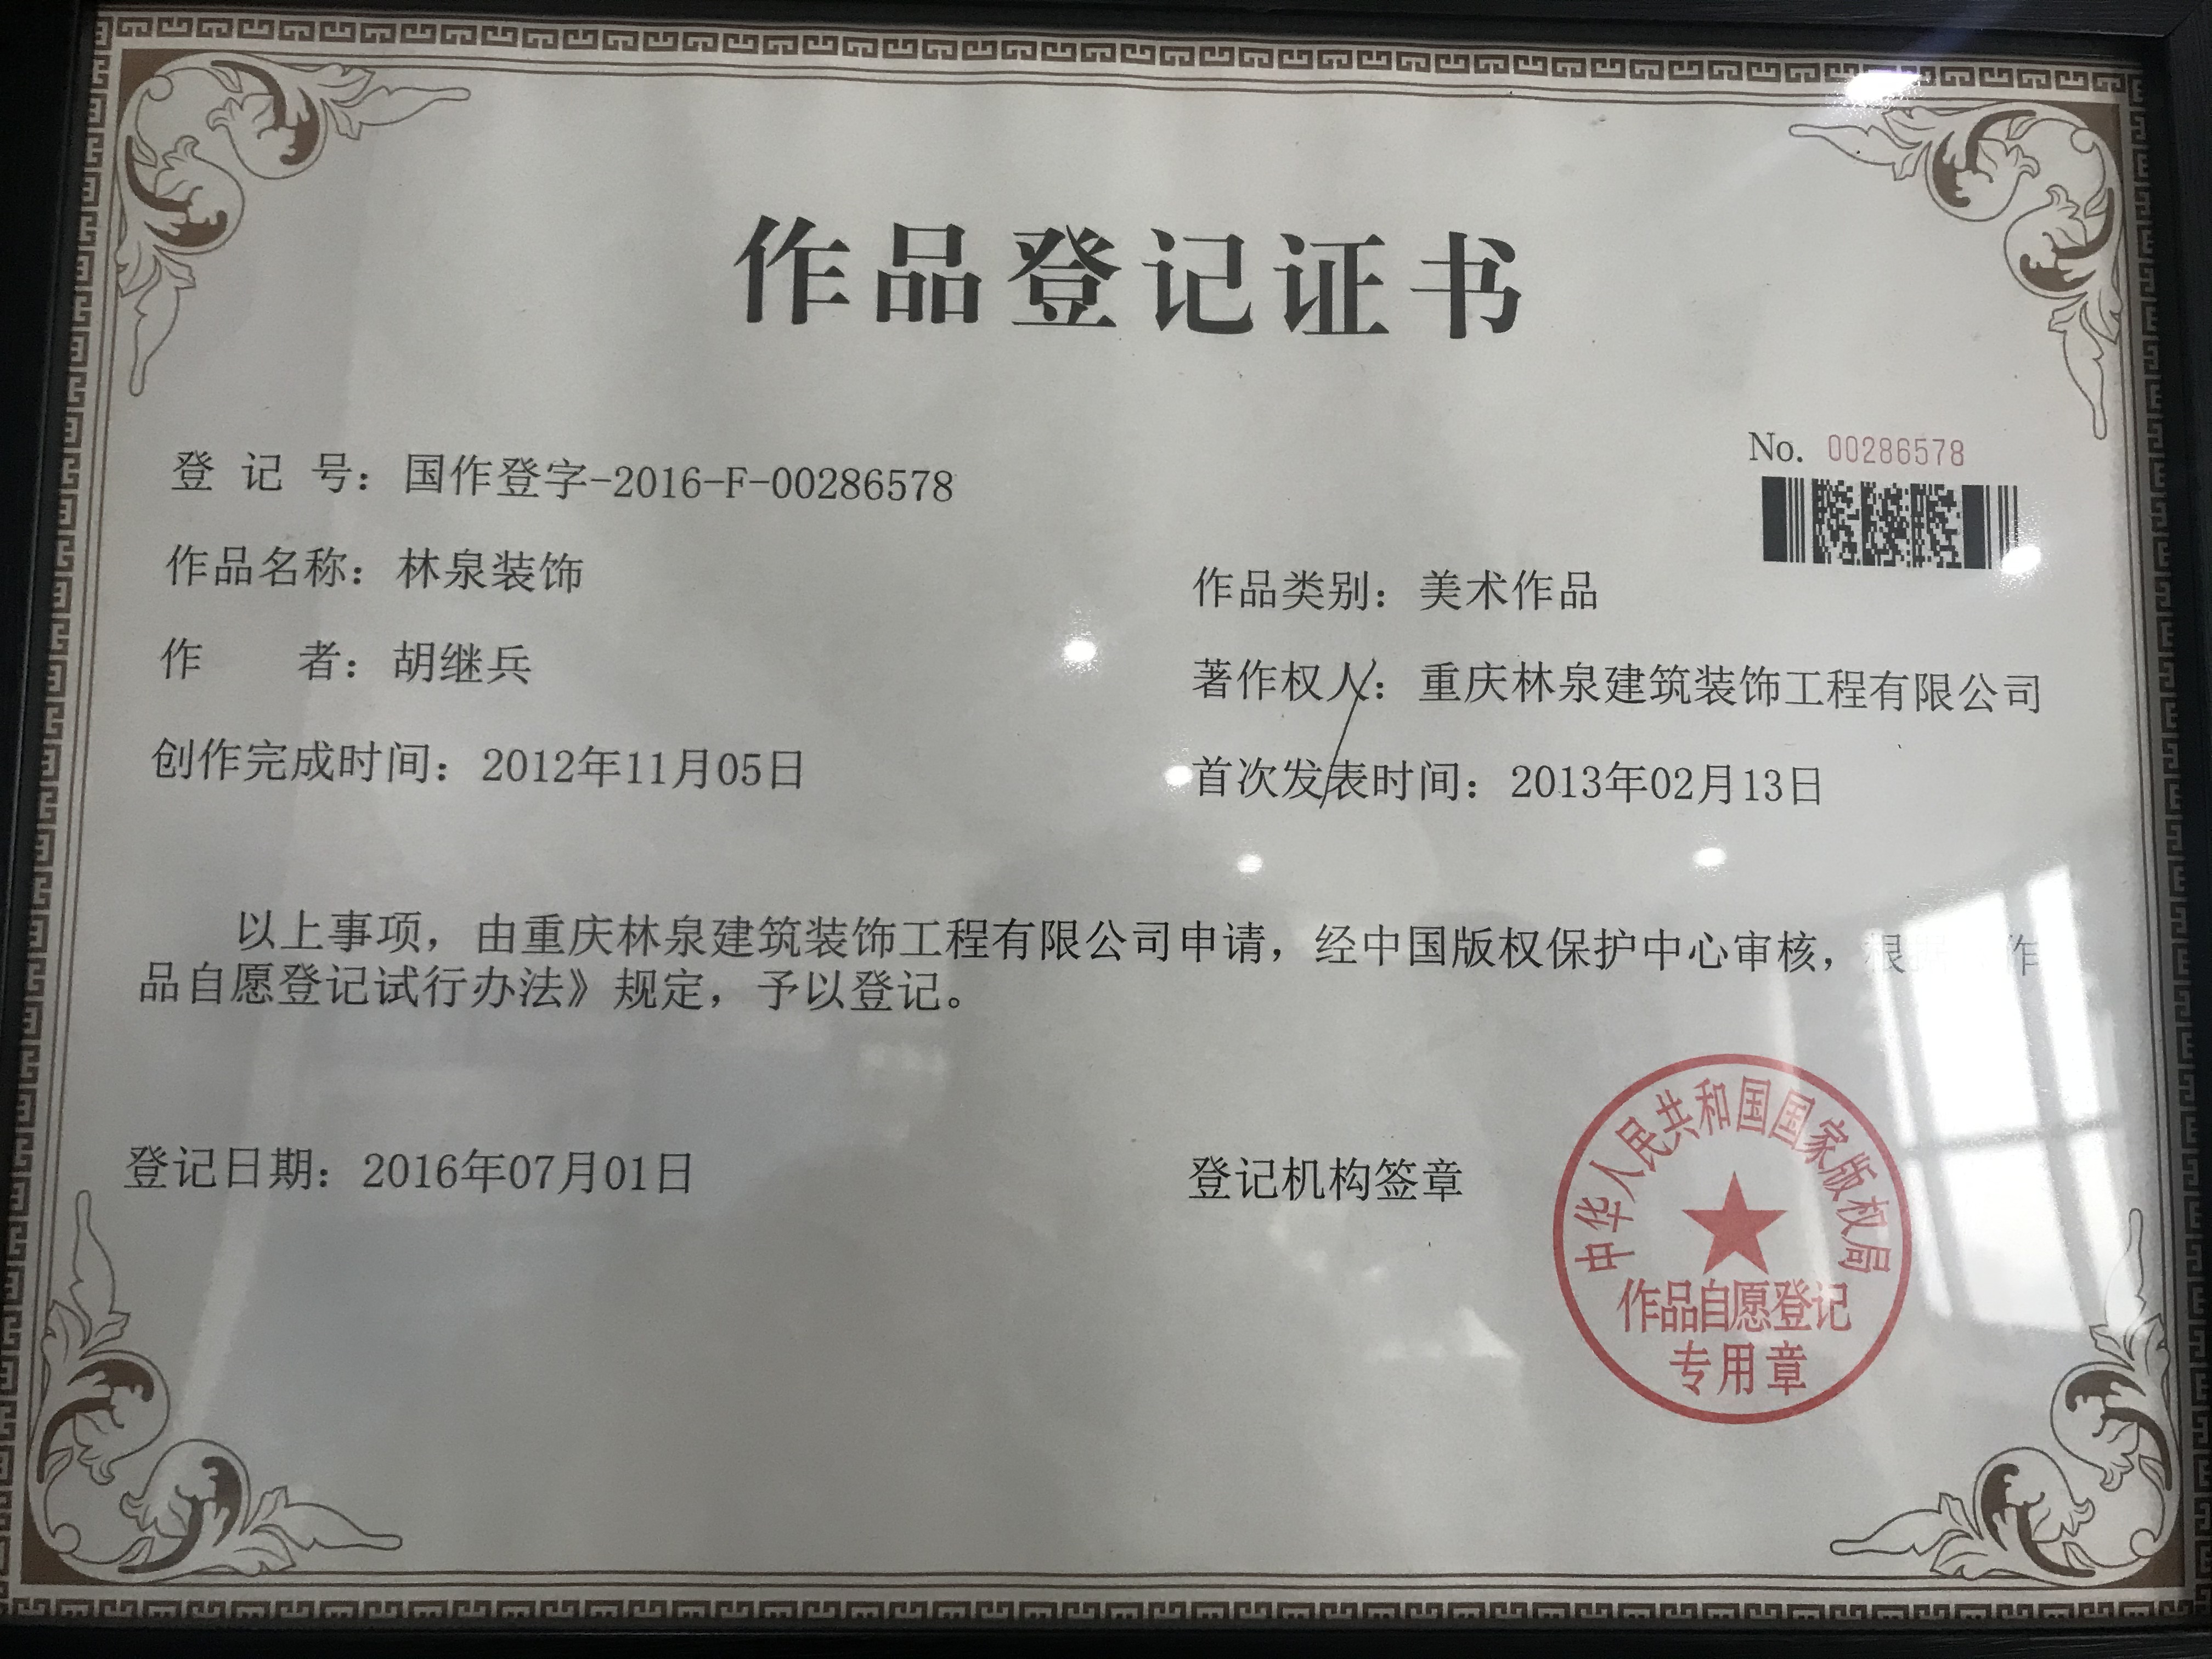 作品登记证书
No. 00286578
登 记 号：国作登字-2016-F-00286578
作品名称：林泉装饰
作品类别：美术作品
作 者：胡继兵
著作权人：重庆林泉建筑装饰工程有限公司
创作完成时间：2012年11月05日
首次发表时间：2013年02月13日
以上事项，由重庆林泉建筑装饰工程有限公司申请，经中国版权保护中心审核，根据《作
品自愿登记试行办法》规定，予以登记。
登记日期：2016年07月01日
登记机构签章
中华人民共和国国家版权局
作品自愿登记
专用章